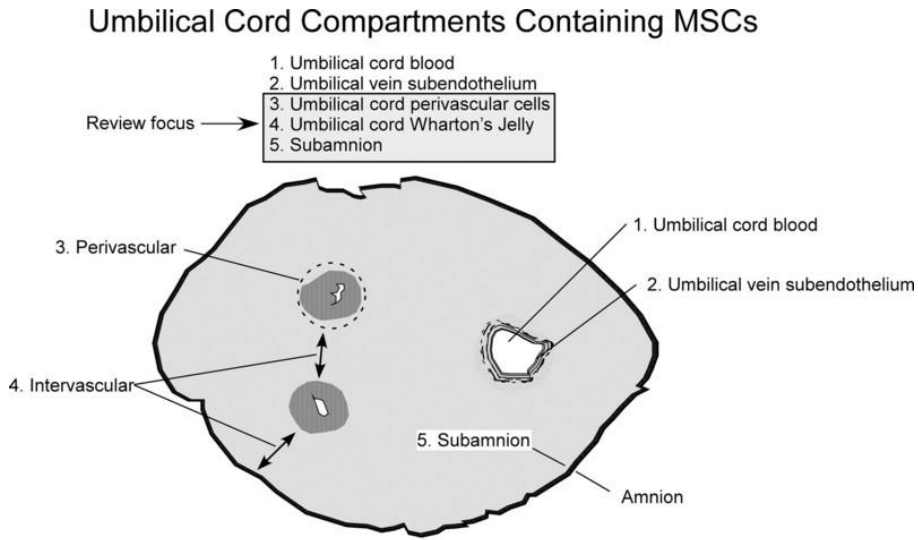 Umbilical Cord Compartments Containing MSCs
1. Umbilical cord blood
2. Umbilical vein subendothelium
3. Umbilical cord perivascular cells
4. Umbilical cord Wharton's Jelly
5. Subamnion
Review focus
1. Umbilical cord blood
3. Perivascular
2. Umbilical vein subendothelium
4. Intervascular
5. Subamnion
Amnion